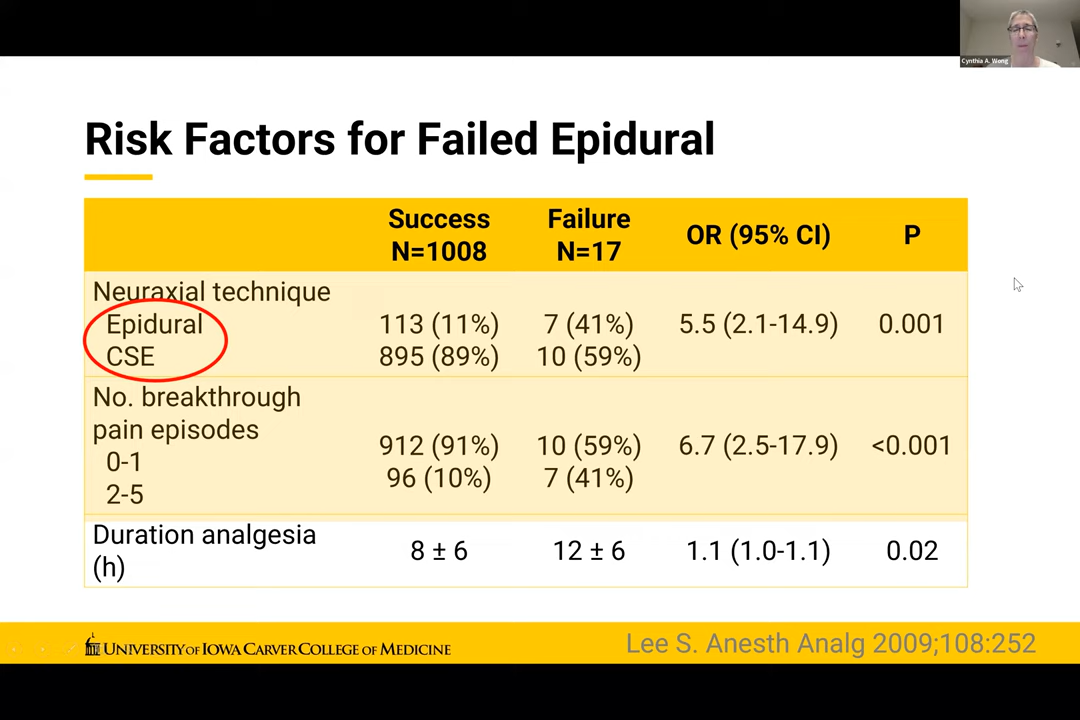 Cynthia A. Wong
Risk Factors for Failed Epidural
Success
N=1008
Failure
N=17
OR (95% CI)
P
Neuraxial technique
Epidural 113 (11%) 7 (41%) 5.5 (2.1-14.9) 0.001
CSE 895 (89%) 10 (59%)
No. breakthrough
pain episodes
0-1 912 (91%) 10 (59%) 6.7 (2.5-17.9) <0.001
2-5 96 (10%) 7 (41%)
Duration analgesia
(h) 8 ± 6 12 ± 6 1.1 (1.0-1.1) 0.02
UNIVERSITY OF IOWA CARVER COLLEGE OF MEDICINE
Lee S. Anesth Analg 2009;108:252